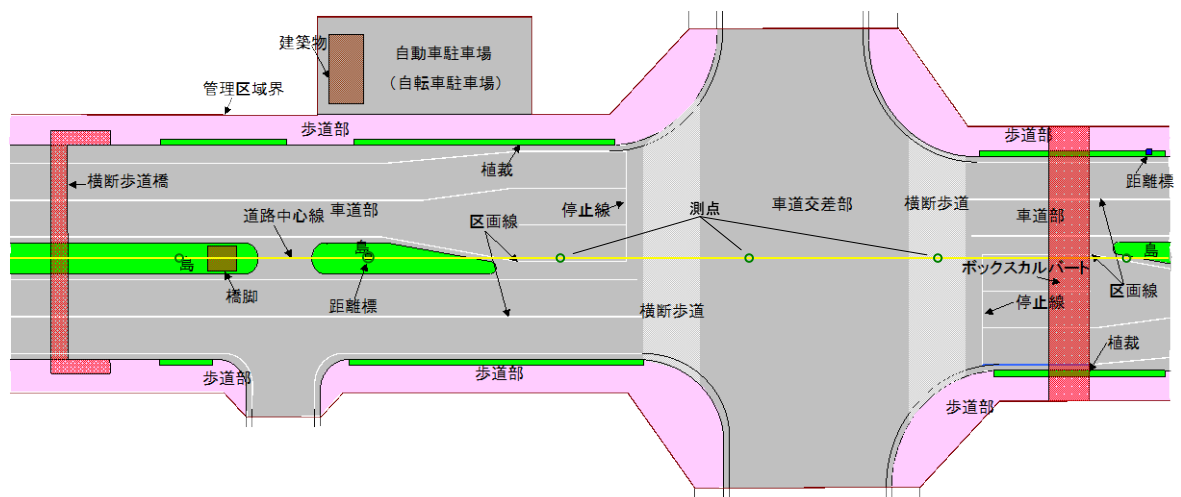 建築物
自動車駐車場
（自転車駐車場）
管理区域界
歩道部
歩道部
植栽
横断歩道橋
距離標
道路中心線
車道部
区画線
停止線
測点
車道交差部
横断歩道
車道部
島
島
島
ボックスカルバート
橋脚
距離標
横断歩道
停止線
区画線
植栽
歩道部
歩道部
歩道部